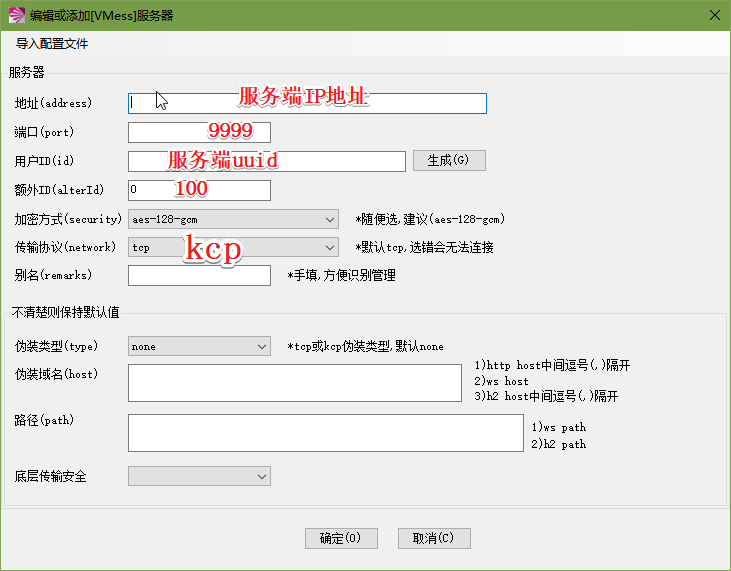 编辑或添加[VMess]服务器
导入配置文件
服务器
地址(address) 服务端IP地址
端口(port) 9999
用户ID(id) 服务端uuid 生成(G)
额外ID(alterId) 0 100
加密方式(security) aes-128-gcm *随便选,建议(aes-128-gcm)
传输协议(network) tcp kcp *默认tcp,选错会无法连接
别名(remarks) *手填,方便识别管理
不清楚则保持默认值
伪装类型(type) none *tcp或kcp伪装类型,默认none
伪装域名(host) 1)http host中间逗号(,)隔开
2)ws host
3)h2 host中间逗号(,)隔开
路径(path) 1)ws path
2)h2 path
底层传输安全
确定(O) 取消(C)